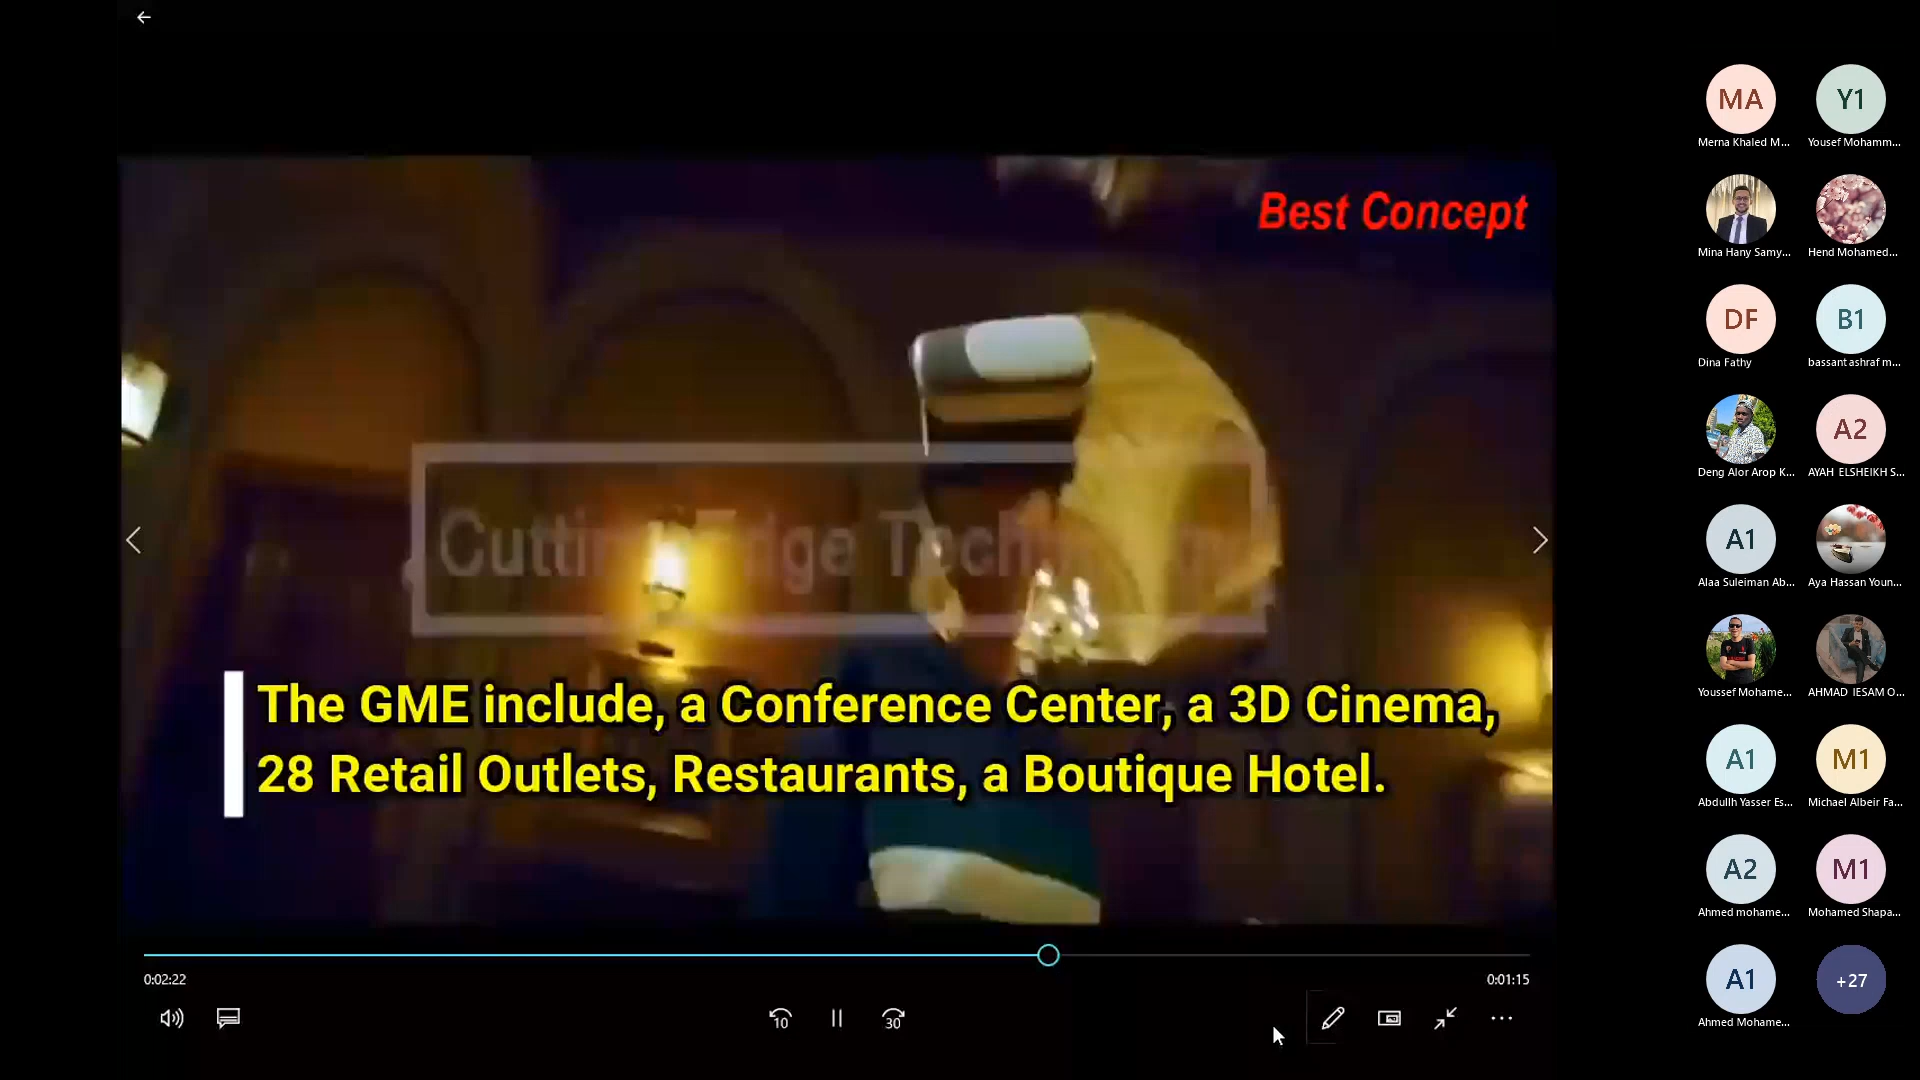 Best Concept
The GME include, a Conference Center, a 3D Cinema,
28 Retail Outlets, Restaurants, a Boutique Hotel.
0:02:22
0:01:15
10
30
MA
Merna Khaled M...
Y1
Yousef Mohamm...
Mina Hany Samy...
Hend Mohamed...
DF
Dina Fathy
B1
bassant ashraf m...
Deng Alor Arop K...
A2
AYAH ELSHEIKH S...
A1
Alaa Suleiman Ab...
Aya Hassan Youn...
Youssef Mohame...
AHMAD IESAM O...
A1
Abdullh Yasser Es...
M1
Michael Albeir Fa...
A2
Ahmed mohame...
M1
Mohamed Shapa...
A1
Ahmed Mohame...
+27